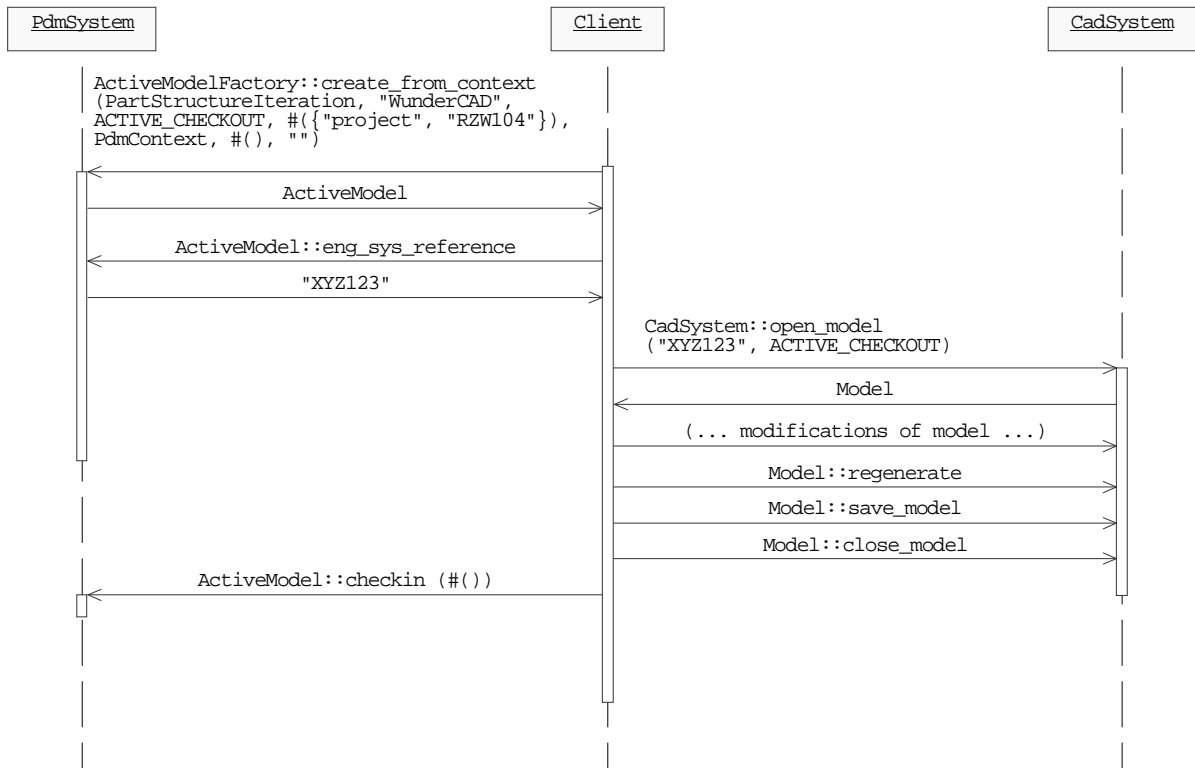 PdmSystem
Client
CadSystem
ActiveModelFactory::create_from_context
(PartStructureIteration, "WunderCAD",
ACTIVE_CHECKOUT, #({"project", "RZW104"}),
PdmContext, #(), "")
ActiveModel
ActiveModel::eng_sys_reference
"XYZ123"
CadSystem::open_model
("XYZ123", ACTIVE_CHECKOUT)
Model
(... modifications of model ...)
Model::regenerate
Model::save_model
Model::close_model
ActiveModel::checkin (#())